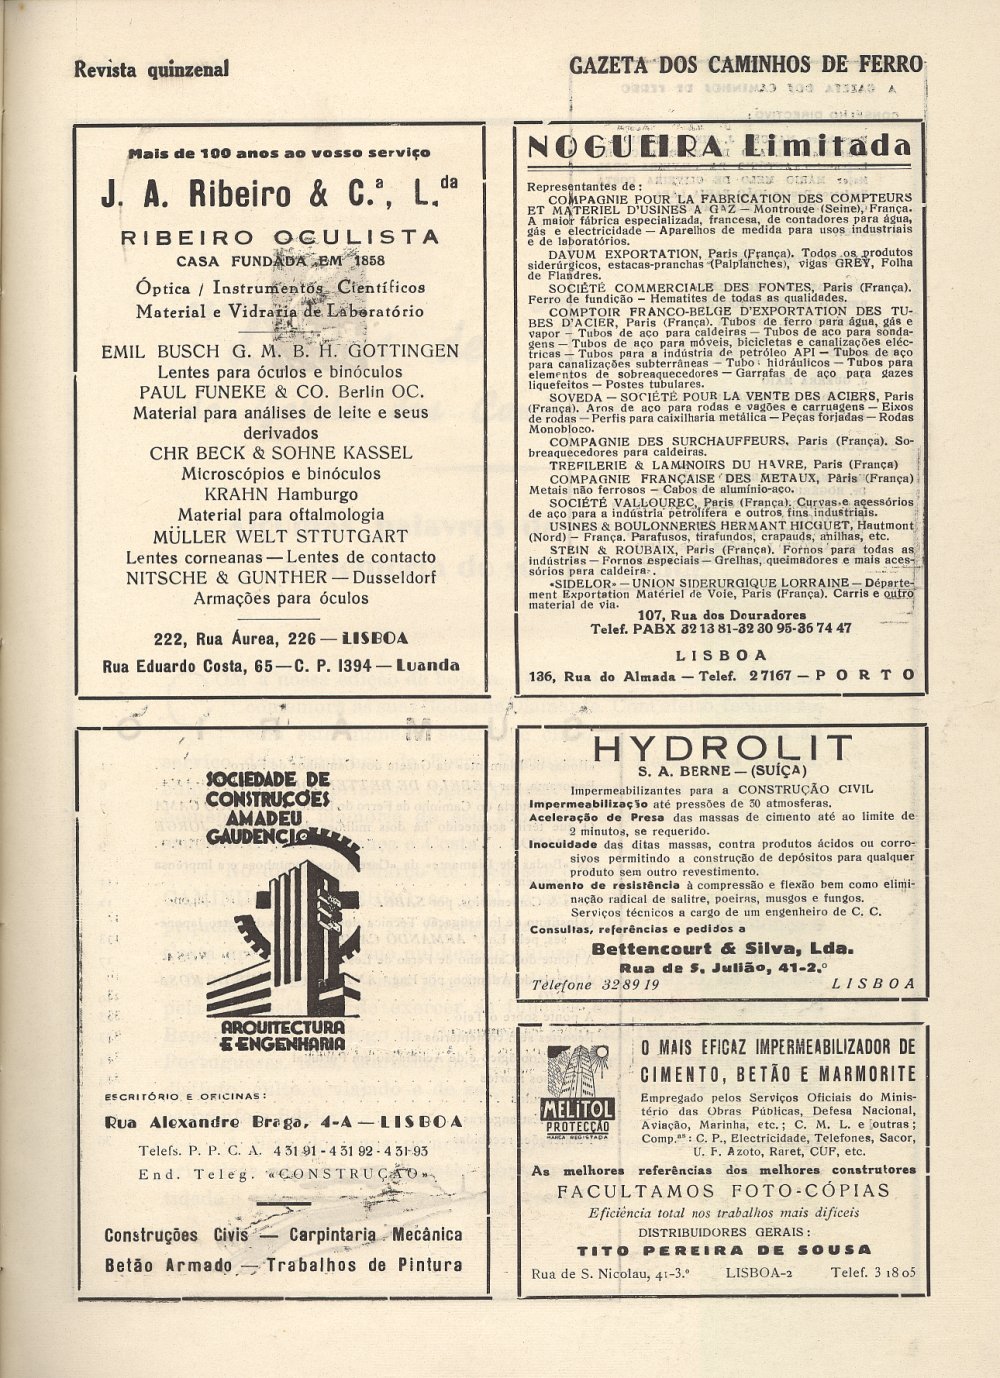 Revista quinzenal
GAZETA DOS CAMINHOS DE FERRO
Mais de 100 anos ao vosso serviço
J. A. Ribeiro & C.ª, L.da
RIBEIRO OCULISTA
CASA FUNDADA EM 1858
Óptica / Instrumentos Científicos
Material e Vidraria de Laboratório
EMIL BUSCH G. M. B. H. GOTTINGEN
Lentes para óculos e binóculos
PAUL FUNEKE & CO. Berlin OC.
Material para análises de leite e seus
derivados
CHR BECK & SOHNE KASSEL
Microscópios e binóculos
KRAHN Hamburgo
Material para oftalmologia
MÜLLER WELT STTUTGART
Lentes corneanas — Lentes de contacto
NITSCHE & GUNTHER — Dusseldorf
Armações para óculos
222, Rua Áurea, 226 — LISBOA
Rua Eduardo Costa, 65 — C. P. 1394 — Luanda
NOGUEIRA Limitada
Representantes de:
COMPAGNIE POUR LA FABRICATION DES COMPTEURS
ET MATERIEL D'USINES A GAZ — Montrouge (Seine), França.
A maior fábrica especializada, francesa, de contadores para água,
gás e electricidade — Aparelhos de medida para usos industriais
e de laboratórios.
DAVUM EXPORTATION, Paris (França). Todos os produtos
siderúrgicos, estacas-pranchas (Palplanches), vigas GREY, Folha
de Flandres.
SOCIÉTÉ COMMERCIALE DES FONTES, Paris (França).
Ferro de fundição — Hematites de todas as qualidades.
COMPTOIR FRANCO-BELGE D'EXPORTATION DES TU-
BES D'ACIER, Paris (França). Tubos de ferro para água, gás e
vapor — Tubos de aço para caldeiras — Tubos de aço para sonda-
gens — Tubos de aço para móveis, bicicletas e canalizações eléc-
tricas — Tubos para a indústria de petróleo API — Tubos de aço
para canalizações subterrâneas — Tubos hidráulicos — Tubos para
elementos de sobreaquecedores — Garrafas de aço para gazes
liquefeitos — Postes tubulares.
SOVEDA — SOCIÉTÉ POUR LA VENTE DES ACIERS, Paris
(França). Aros de aço para rodas e vagões e carruagens — Eixos
de rodas — Perfis para caixilharia metálica — Peças forjadas — Rodas
Monobloco.
COMPAGNIE DES SURCHAUFFEURS, Paris (França). So-
breaquecedores para caldeiras.
TREFILERIE & LAMINOIRS DU HAVRE, Paris (França)
COMPAGNIE FRANÇAISE DES METAUX, Páris (França)
Metais não ferrosos — Cabos de alumínio-aço.
SOCIÉTÉ VALLOUREC, Paris (França). Curvas e acessórios
de aço para a indústria petrolífera e outros fins industriais.
USINES & BOULONNERIES HERMANT HICGUET, Hautmont
(Nord) — França. Parafusos, tirafundos, crapauds, anilhas, etc.
STEIN & ROUBAIX, Paris (França). Fornos para todas as
indústrias — Fornos especiais — Grelhas, queimadores e mais aces-
sórios para caldeiras.
«SIDELOR» — UNION SIDERURGIQUE LORRAINE — Départe-
ment Exportation Matériel de Voie, Paris (França). Carris e outro
material de via.
107, Rua dos Douradores
Telef. PABX 32 13 81-32 30 95-36 74 47
LISBOA
136, Rua do Almada — Telef. 27167 — PORTO
SOCIEDADE DE
CONSTRUÇÕES
AMADEU
GAUDENCIO
ARQUITECTURA
E ENGENHARIA
ESCRITÓRIO E OFICINAS:
Rua Alexandre Braga, 4-A — LISBOA
Telefs. P. P. C. A. 4 31 91 - 4 31 92 - 4 31-93
End. Teleg. «CONSTRUÇÃO»
Construções Civis — Carpintaria Mecânica
Betão Armado — Trabalhos de Pintura
HYDROLIT
S. A. BERNE — (SUÍÇA)
Impermeabilizantes para a CONSTRUÇÃO CIVIL
Impermeabilização até pressões de 30 atmosferas.
Aceleração de Presa das massas de cimento até ao limite de
2 minutos, se requerido.
Inocuidade das ditas massas, contra produtos ácidos ou corro-
sivos permitindo a construção de depósitos para qualquer
produto sem outro revestimento.
Aumento de resistência à compressão e flexão bem como elimi-
nação radical de salitre, poeiras, musgos e fungos.
Serviços técnicos a cargo de um engenheiro de C. C.
Consultas, referências e pedidos a
Bettencourt & Silva, Lda.
Rua de S. Julião, 41-2.º
Telefone 32 89 19 LISBOA
MELITOL
PROTECÇÃO
MARCA REGISTADA
O MAIS EFICAZ IMPERMEABILIZADOR DE
CIMENTO, BETÃO E MARMORITE
Empregado pelos Serviços Oficiais do Minis-
tério das Obras Públicas, Defesa Nacional,
Aviação, Marinha, etc.; C. M. L. e outras;
Comp.as: C. P., Electricidade, Telefones, Sacor,
U. F. Azoto, Raret, CUF, etc.
As melhores referências dos melhores construtores
FACULTAMOS FOTO-CÓPIAS
Eficiência total nos trabalhos mais difíceis
DISTRIBUIDORES GERAIS:
TITO PEREIRA DE SOUSA
Rua de S. Nicolau, 41-3.º LISBOA-2 Telef. 3 18 05